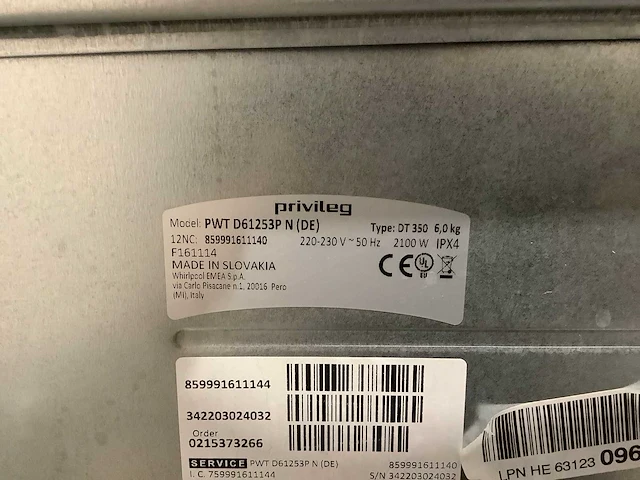 privileg
Model: PWT D61253P N (DE) Type: DT 350 6,0 kg
12NC: 859991611140 220-230 V ~ 50 Hz 2100 W IPX4
F161114
MADE IN SLOVAKIA
Whirlpool EMEA S.p.A.
via Carlo Pisacane n.1, 20016 Pero
(MI), Italy
CE
859991611144
342203024032
Order
0215373266
SERVICE PWT D61253P N (DE) 859991611140
I. C. 759991611144 S/N 342203024032
LPN HE 63123 096